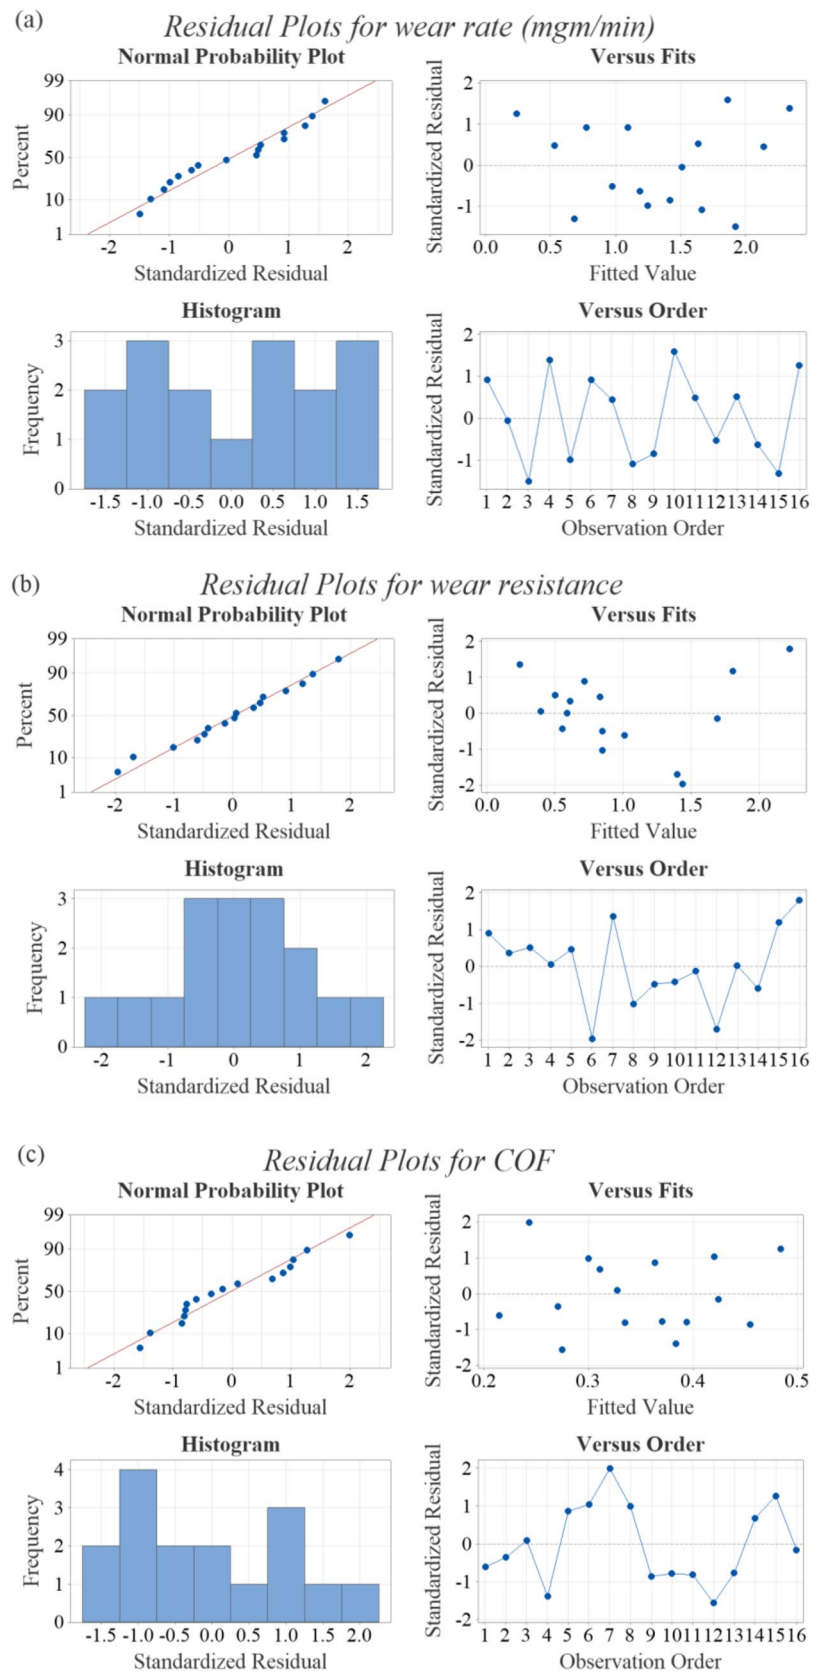 (a)
Residual Plots for wear rate (mgm/min)
Normal Probability Plot
99
90
50
10
1
Percent
-2 -1 0 1 2
Standardized Residual
Versus Fits
2
1
0
-1
Standardized Residual
0.0 0.5 1.0 1.5 2.0
Fitted Value
Histogram
3
2
1
0
Frequency
-1.5 -1.0 -0.5 0.0 0.5 1.0 1.5
Standardized Residual
Versus Order
2
1
0
-1
Standardized Residual
1 2 3 4 5 6 7 8 9 10 11 12 13 14 15 16
Observation Order
(b)
Residual Plots for wear resistance
Normal Probability Plot
99
90
50
10
1
Percent
-2 -1 0 1 2
Standardized Residual
Versus Fits
2
1
0
-1
-2
Standardized Residual
0.0 0.5 1.0 1.5 2.0
Fitted Value
Histogram
3
2
1
0
Frequency
-2 -1 0 1 2
Standardized Residual
Versus Order
2
1
0
-1
-2
Standardized Residual
1 2 3 4 5 6 7 8 9 10 11 12 13 14 15 16
Observation Order
(c)
Residual Plots for COF
Normal Probability Plot
99
90
50
10
1
Percent
-2 -1 0 1 2
Standardized Residual
Versus Fits
2
1
0
-1
-2
Standardized Residual
0.2 0.3 0.4 0.5
Fitted Value
Histogram
4
3
2
1
0
Frequency
-1.5 -1.0 -0.5 0.0 0.5 1.0 1.5 2.0
Standardized Residual
Versus Order
2
1
0
-1
-2
Standardized Residual
1 2 3 4 5 6 7 8 9 10 11 12 13 14 15 16
Observation Order